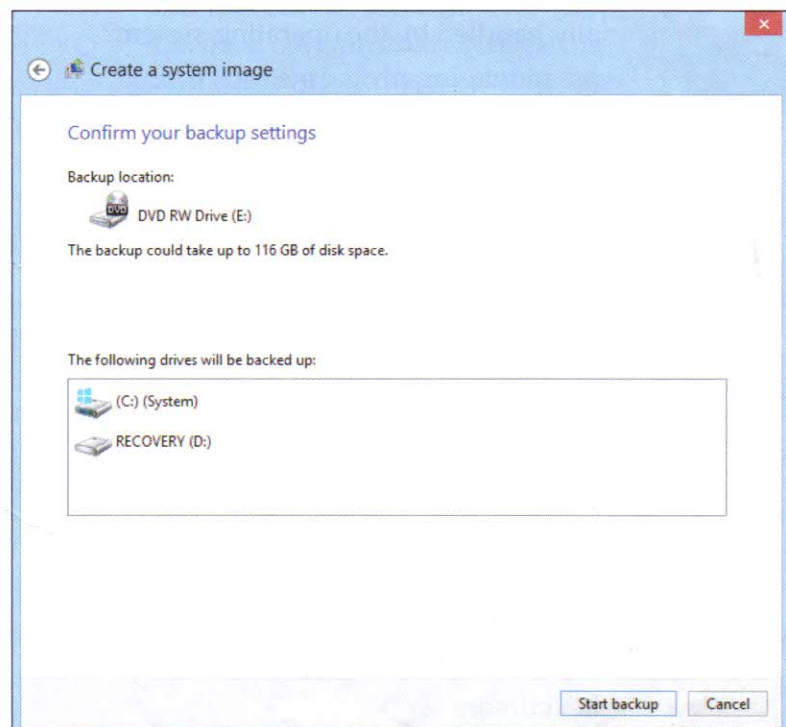 Create a system image
Confirm your backup settings
Backup location:
DVD
DVD RW Drive (E:)
The backup could take up to 116 GB of disk space.
The following drives will be backed up:
(C:) (System)
RECOVERY (D:)
Start backup
Cancel